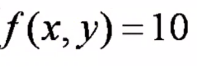 f(x, y) = 10